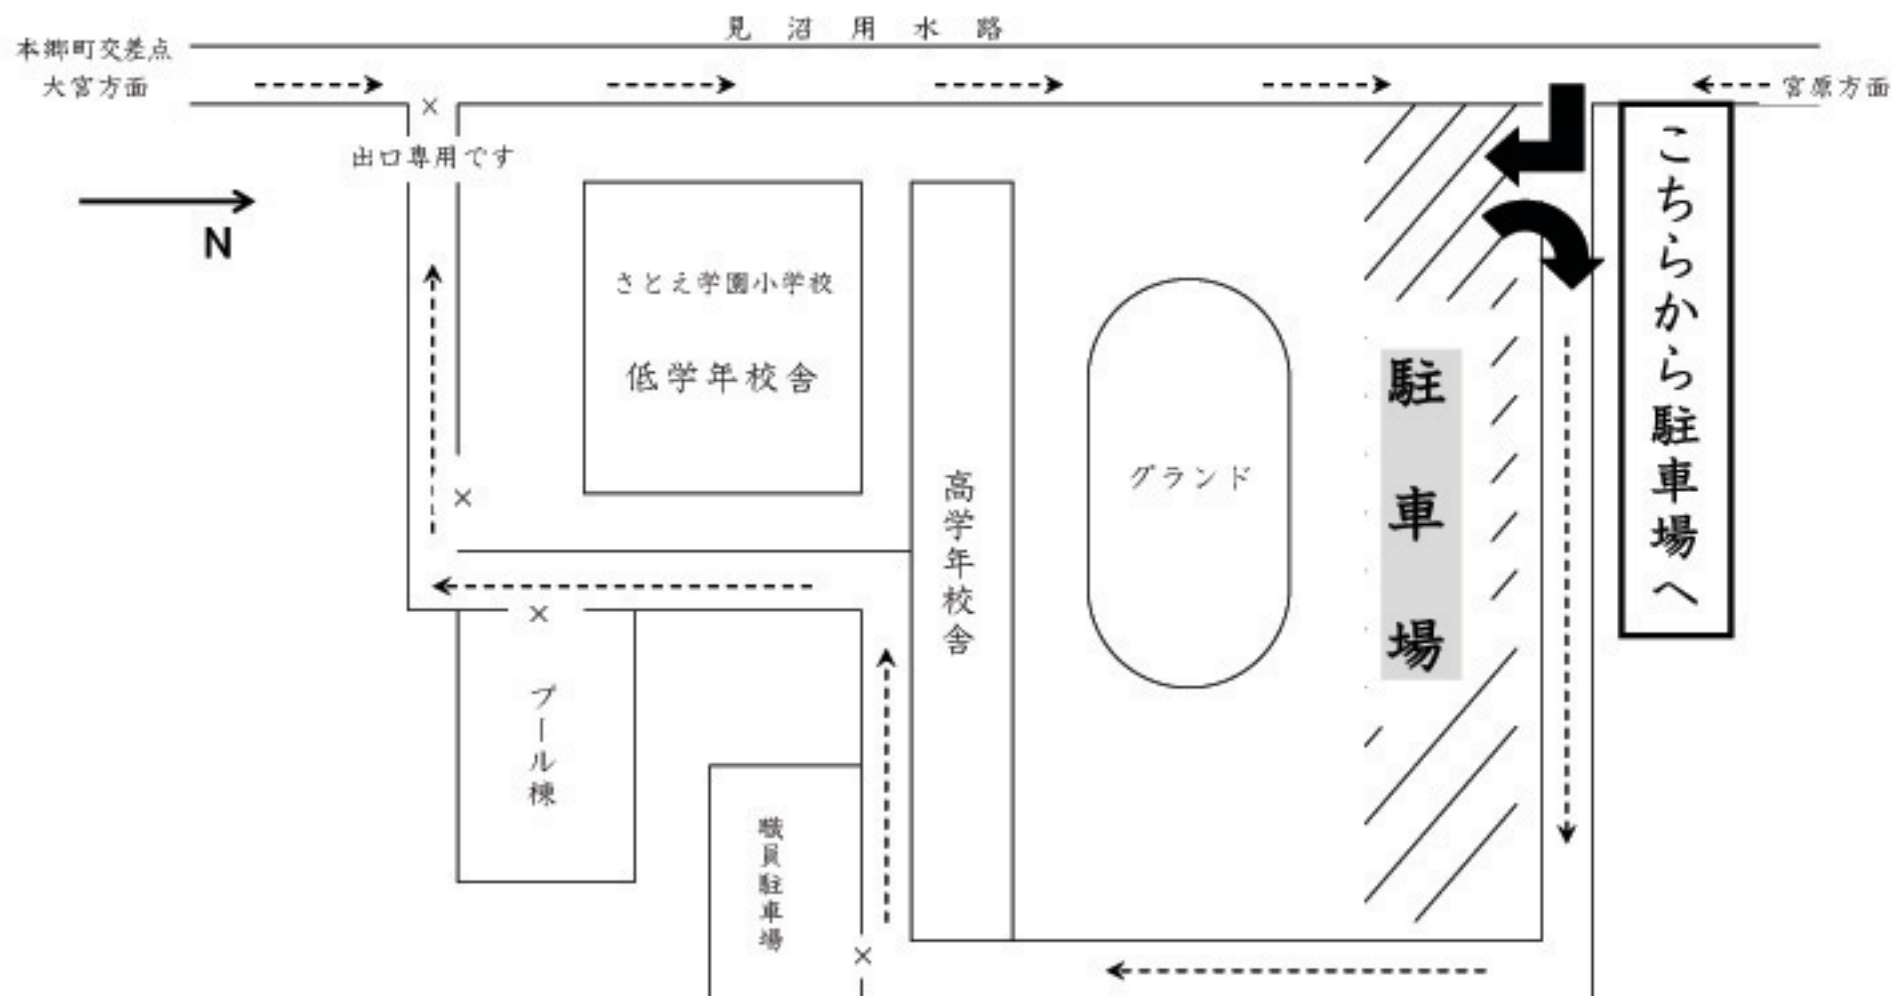 見沼用水路
本郷町交差点
大宮方面
宮原方面
×
出口専用です
N
こちらから駐車場へ
さとえ学園小学校
低学年校舎
高学年校舎
グランド
駐車場
×
×
プール棟
職員駐車場
×